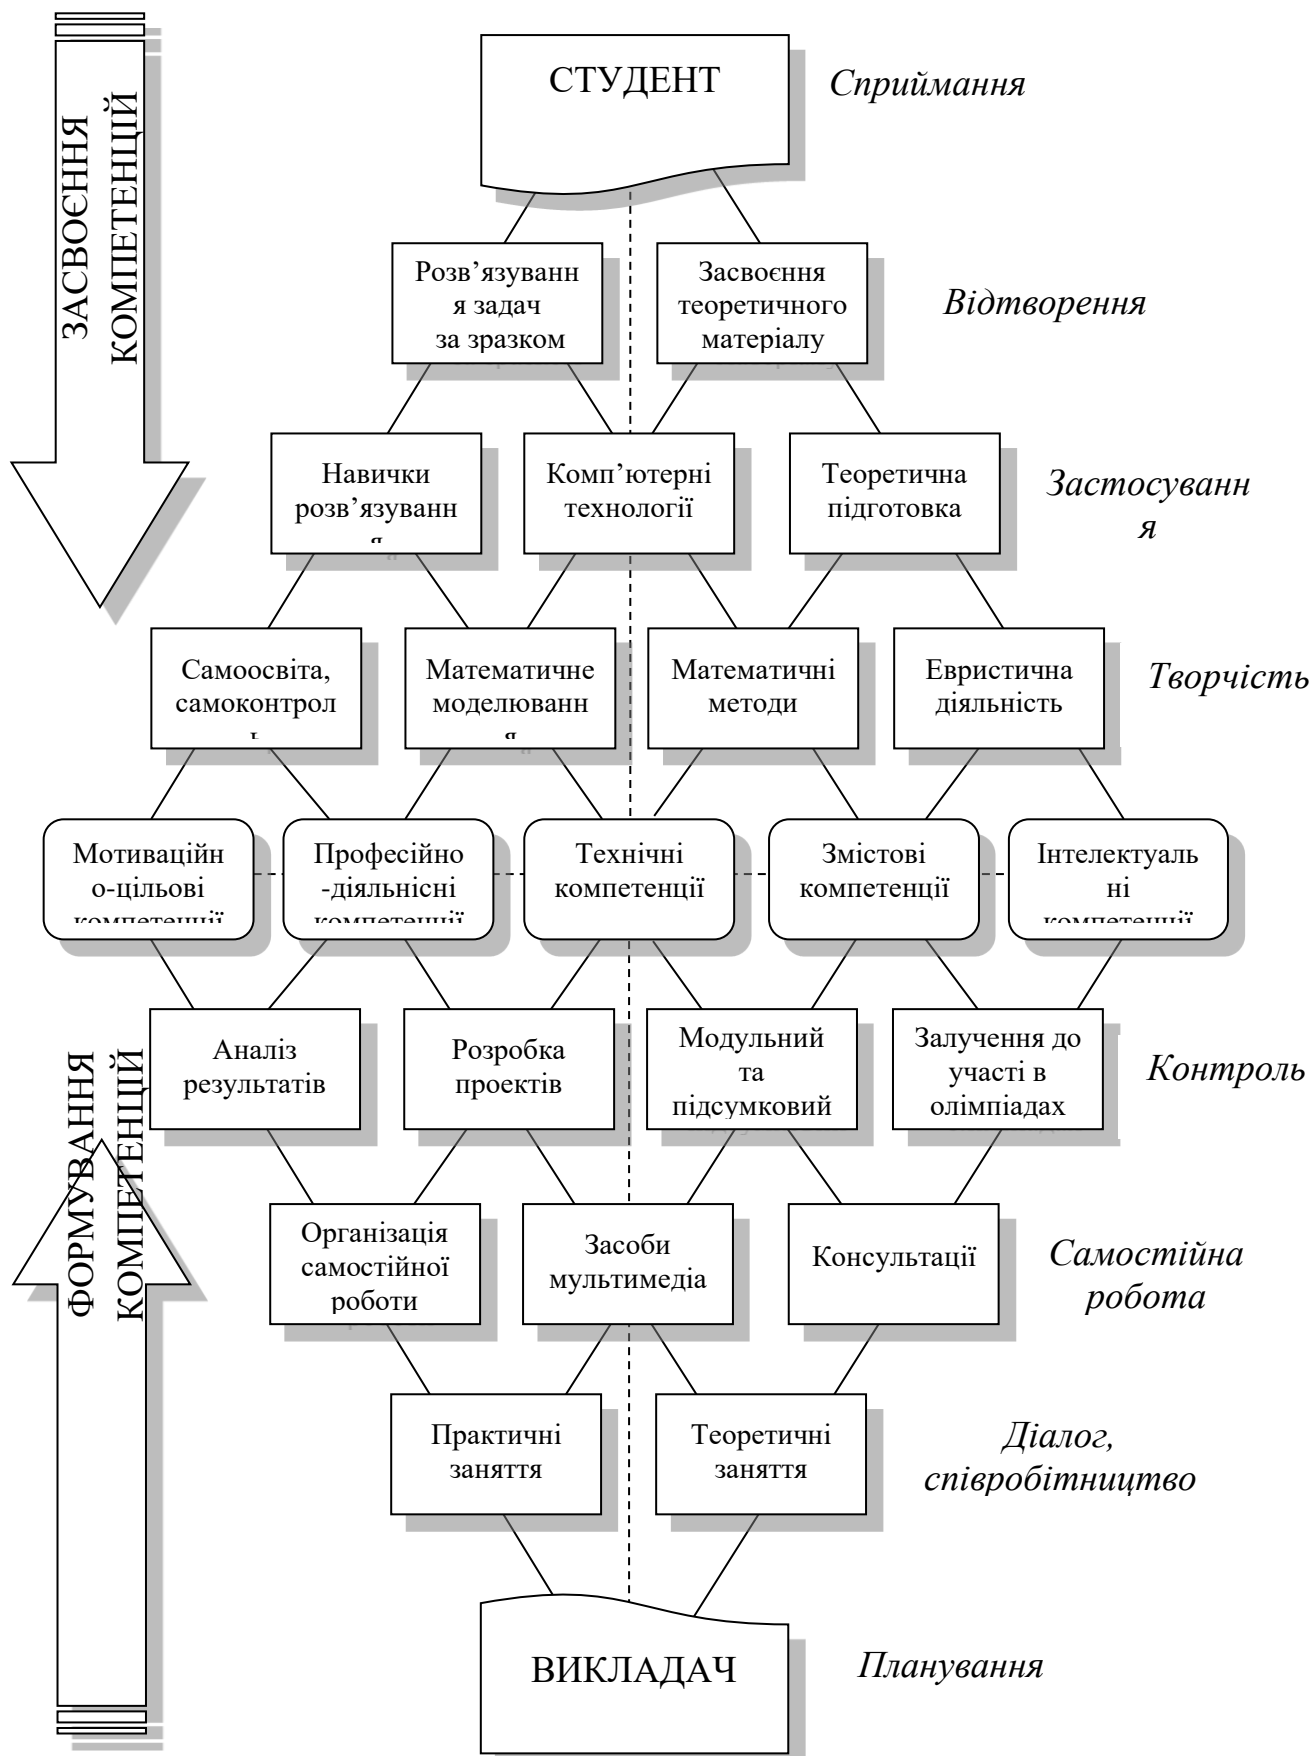 ЗАСВОЄННЯ
КОМПЕТЕНЦІЙ
СТУДЕНТ
Сприймання
Розв’язуванн
я задач
за зразком
Засвоєння
теоретичного
матеріалу
Відтворення
Навички
розв’язуванн
я
Комп’ютерні
технології
Теоретична
підготовка
Застосуванн
я
Самоосвіта,
самоконтрол
ь
Математичне
моделюванн
я
Математичні
методи
Евристична
діяльність
Творчість
Мотиваційн
о-цільові
компетенції
Професійно
-діяльнісні
компетенції
Технічні
компетенції
Змістові
компетенції
Інтелектуаль
ні
компетенції
ФОРМУВАННЯ
КОМПЕТЕНЦІЙ
Аналіз
результатів
Розробка
проектів
Модульний
та
підсумковий
Залучення до
участі в
олімпіадах
Контроль
Організація
самостійної
роботи
Засоби
мультимедіа
Консультації
Самостійна
робота
Практичні
заняття
Теоретичні
заняття
Діалог,
співробітництво
ВИКЛАДАЧ
Планування